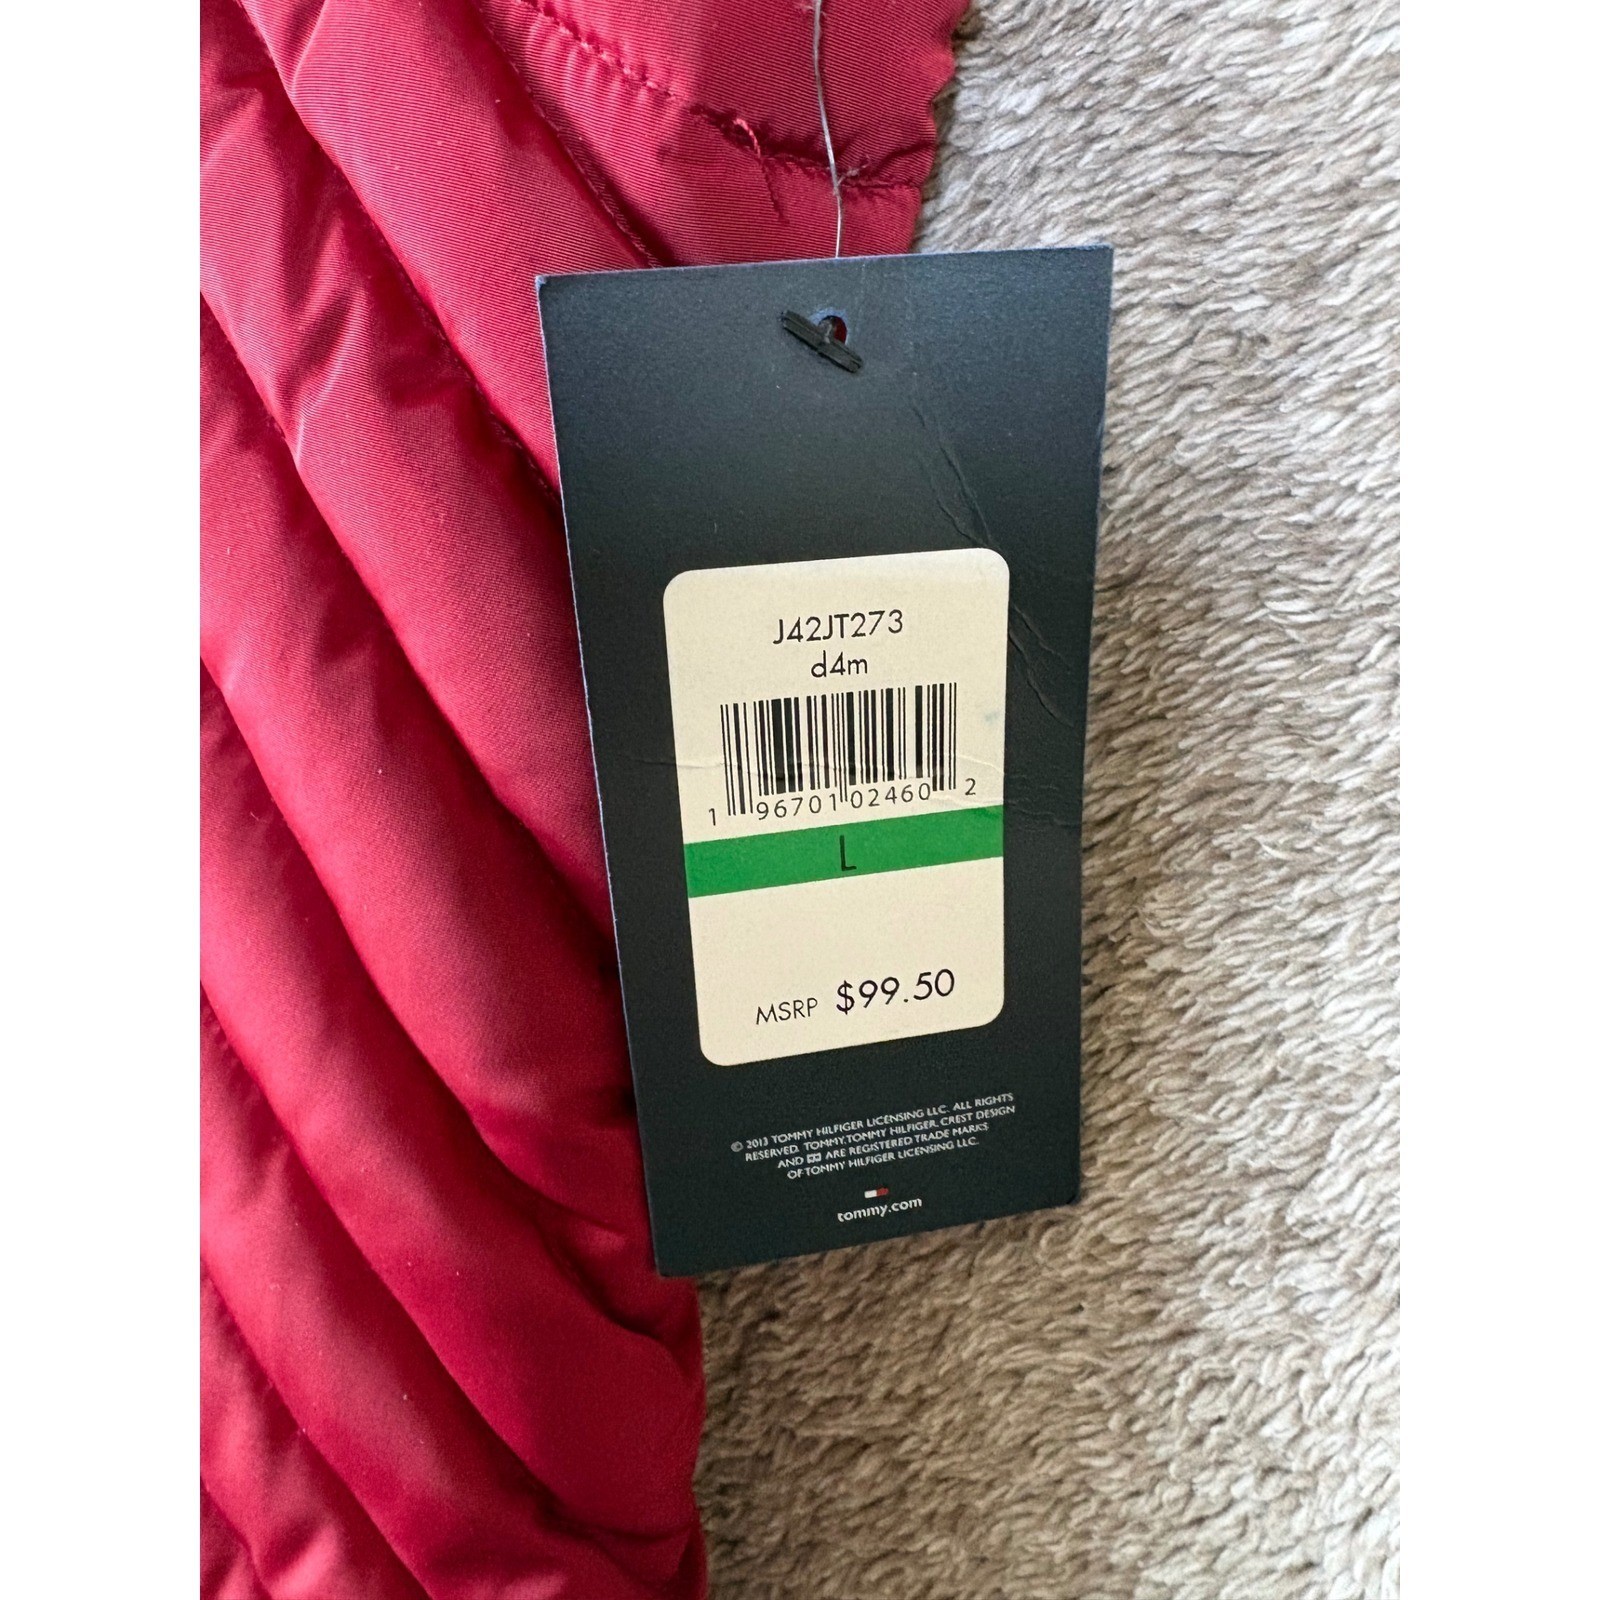 J42JT273
d4m
1 96701 02460 2
L
MSRP $99.50
© 2013 TOMMY HILFIGER LICENSING LLC. ALL RIGHTS
RESERVED. TOMMY, TOMMY HILFIGER, CREST DESIGN
AND ARE REGISTERED TRADE MARKS
OF TOMMY HILFIGER LICENSING LLC.
tommy.com